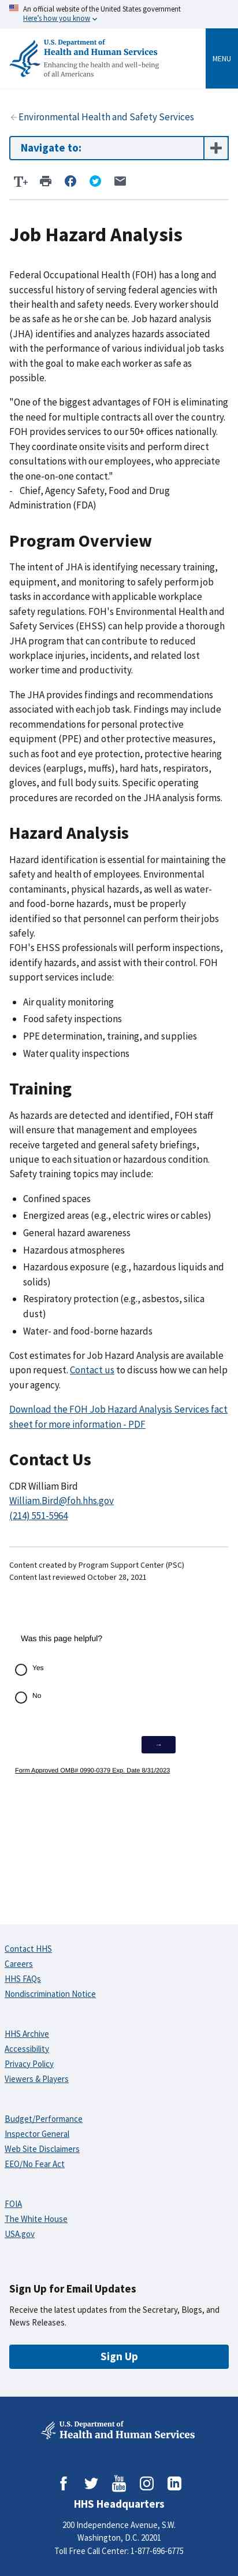 An official website of the United States government
Here's how you know
U.S. Department of
Health and Human Services
Enhancing the health and well-being
of all Americans
MENU
Environmental Health and Safety Services
Navigate to:
Job Hazard Analysis
Federal Occupational Health (FOH) has a long and
successful history of serving federal agencies with
their health and safety needs. Every worker should
be as safe as he or she can be. Job hazard analysis
(JHA) identifies and analyzes hazards associated
with the performance of various individual job tasks
with the goal to make each worker as safe as
possible.
"One of the biggest advantages of FOH is eliminating
the need for multiple contracts all over the country.
FOH provides services to our 50+ offices nationally.
They coordinate onsite visits and perform direct
consultations with our employees, who appreciate
the one-on-one contact."
- Chief, Agency Safety, Food and Drug
Administration (FDA)
Program Overview
The intent of JHA is identifying necessary training,
equipment, and monitoring to safely perform job
tasks in accordance with applicable workplace
safety regulations. FOH's Environmental Health and
Safety Services (EHSS) can help provide a thorough
JHA program that can contribute to reduced
workplace injuries, incidents, and related lost
worker time and productivity.
The JHA provides findings and recommendations
associated with each job task. Findings may include
recommendations for personal protective
equipment (PPE) and other protective measures,
such as foot and eye protection, protective hearing
devices (earplugs, muffs), hard hats, respirators,
gloves, and full body suits. Specific operating
procedures are recorded on the JHA analysis forms.
Hazard Analysis
Hazard identification is essential for maintaining the
safety and health of employees. Environmental
contaminants, physical hazards, as well as water-
and food-borne hazards, must be properly
identified so that personnel can perform their jobs
safely.
FOH's EHSS professionals will perform inspections,
identify hazards, and assist with their control. FOH
support services include:
Air quality monitoring
Food safety inspections
PPE determination, training, and supplies
Water quality inspections
Training
As hazards are detected and identified, FOH staff
will ensure that management and employees
receive targeted and general safety briefings,
unique to each situation or hazardous condition.
Safety training topics may include:
Confined spaces
Energized areas (e.g., electric wires or cables)
General hazard awareness
Hazardous atmospheres
Hazardous exposure (e.g., hazardous liquids and
solids)
Respiratory protection (e.g., asbestos, silica
dust)
Water- and food-borne hazards
Cost estimates for Job Hazard Analysis are available
upon request. Contact us to discuss how we can help
your agency.
Download the FOH Job Hazard Analysis Services fact
sheet for more information - PDF
Contact Us
CDR William Bird
William.Bird@foh.hhs.gov
(214) 551-5964
Content created by Program Support Center (PSC)
Content last reviewed October 28, 2021
Was this page helpful?
Yes
No
→
Form Approved OMB# 0990-0379 Exp. Date 8/31/2023
Contact HHS
Careers
HHS FAQs
Nondiscrimination Notice
HHS Archive
Accessibility
Privacy Policy
Viewers & Players
Budget/Performance
Inspector General
Web Site Disclaimers
EEO/No Fear Act
FOIA
The White House
USA.gov
Sign Up for Email Updates
Receive the latest updates from the Secretary, Blogs, and
News Releases.
Sign Up
U.S. Department of
Health and Human Services
HHS Headquarters
200 Independence Avenue, S.W.
Washington, D.C. 20201
Toll Free Call Center: 1-877-696-6775